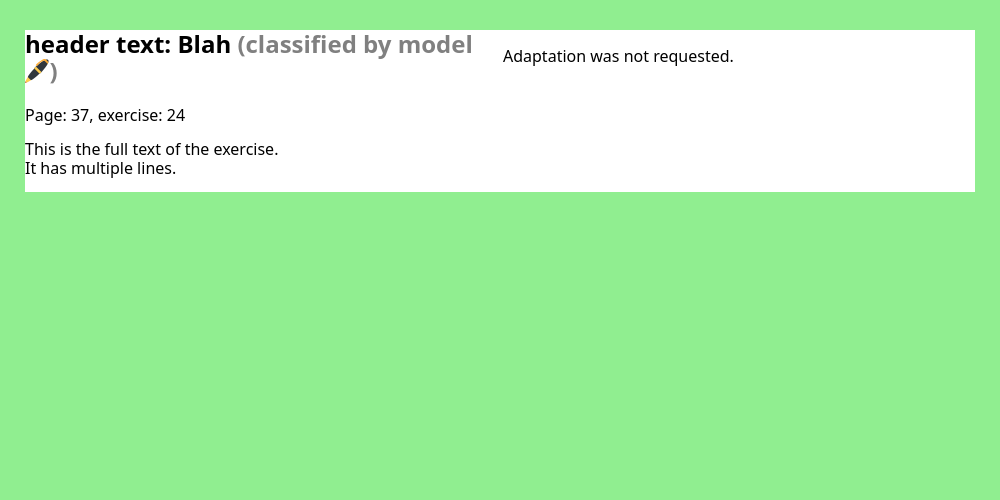 header text: Blah (classified by model
🖋)
Page: 37, exercise: 24
This is the full text of the exercise.
It has multiple lines.
Adaptation was not requested.